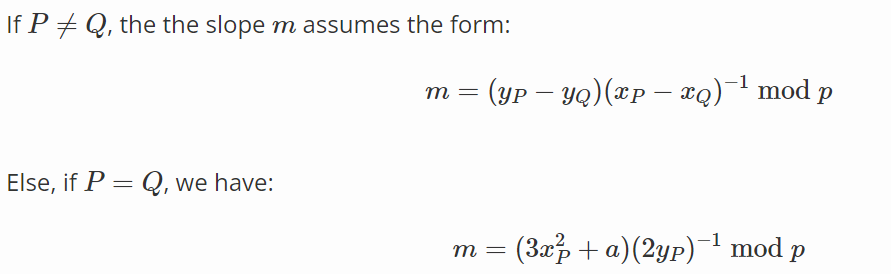 If P ≠ Q, the the slope m assumes the form:
m = (y_P − y_Q)(x_P − x_Q)^{−1} mod p
Else, if P = Q, we have:
m = (3x_P^2 + a)(2y_P)^{−1} mod p